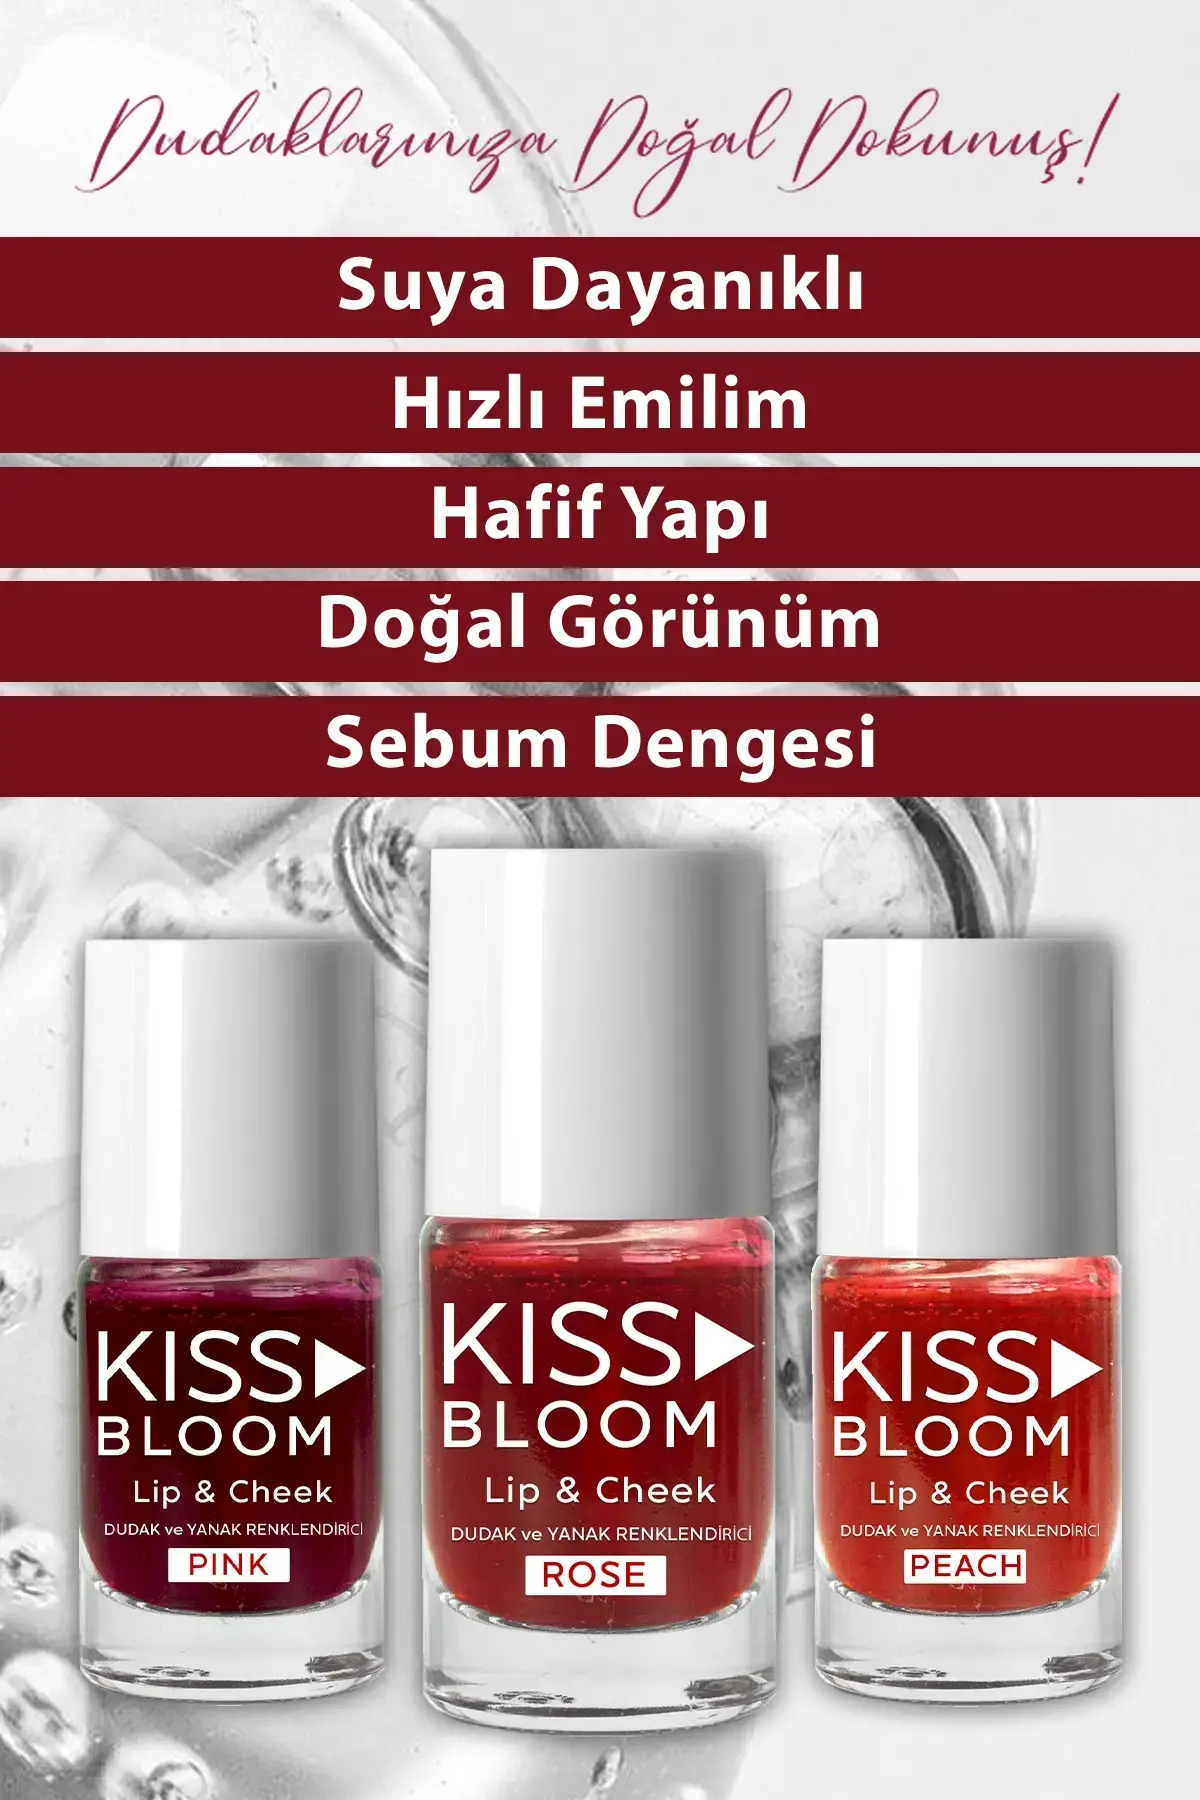 Dudaklarınıza Doğal Dokunuş!
Suya Dayanıklı
Hızlı Emilim
Hafif Yapı
Doğal Görünüm
Sebum Dengesi
KISS
BLOOM
Lip & Cheek
DUDAK ve YANAK RENKLENDİRİCİ
PINK
KISS
BLOOM
Lip & Cheek
DUDAK ve YANAK RENKLENDİRİCİ
ROSE
KISS
BLOOM
Lip & Cheek
DUDAK ve YANAK RENKLENDİRİCİ
PEACH